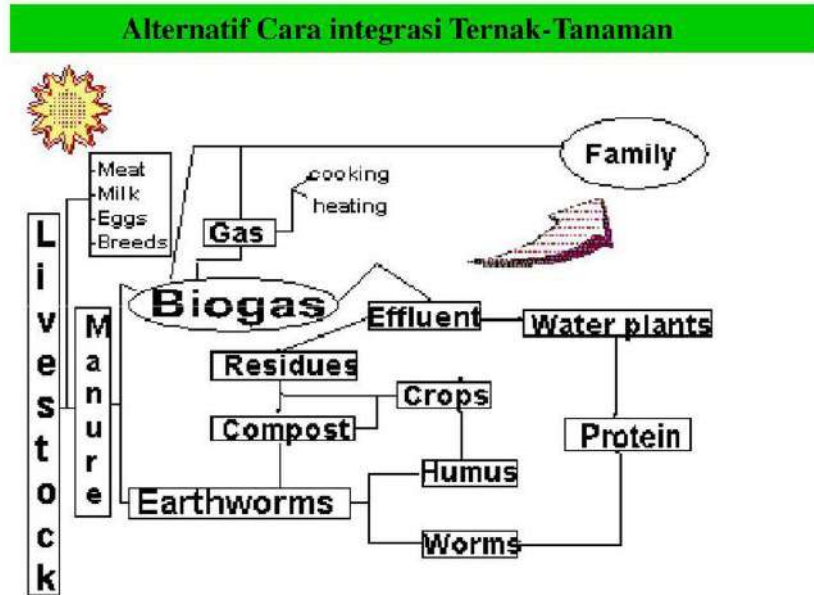 Alternatif Cara integrasi Ternak-Tanaman
Family
-Meat
-Milk
-Eggs
-Breeds
cooking
heating
Gas
Livestock
Manure
Biogas
Effluent
Water plants
Residues
Crops
Compost
Protein
Humus
Earthworms
Worms